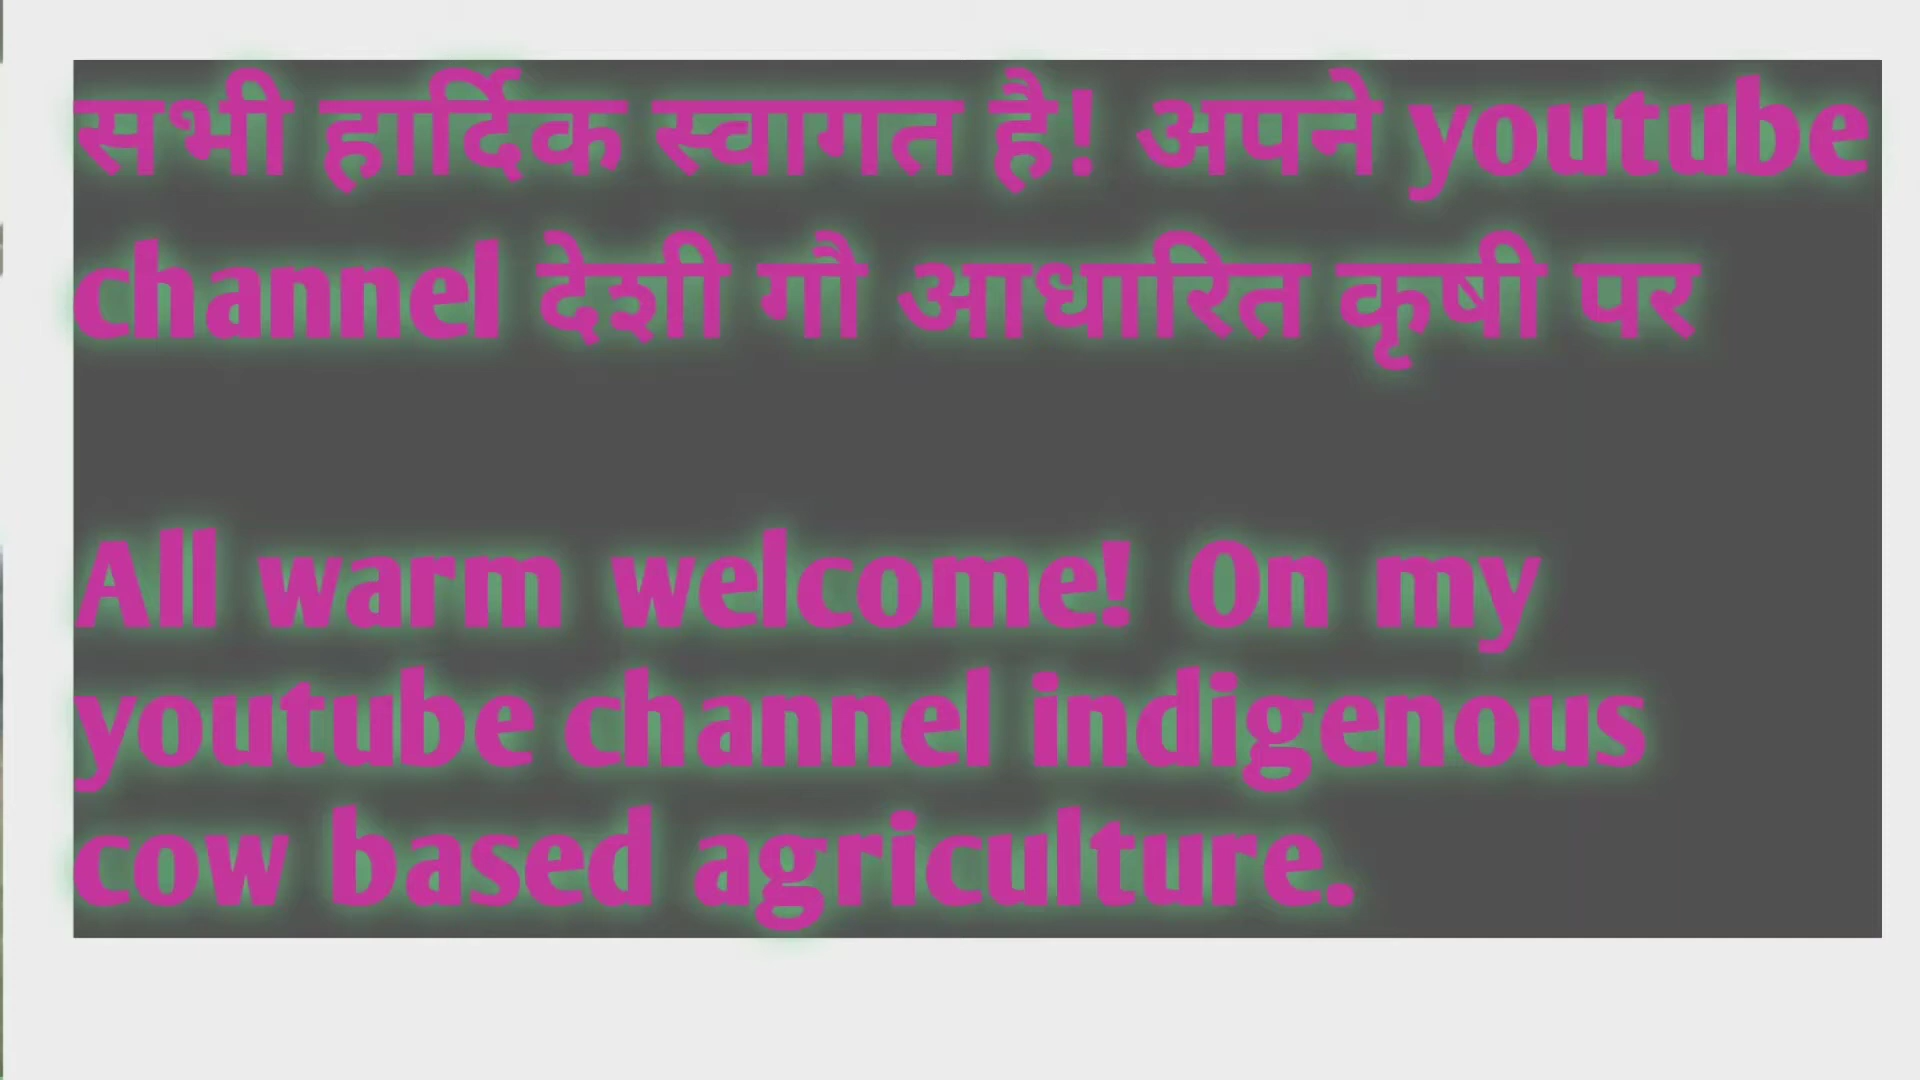 सभी हार्दिक स्वागत है! अपने youtube
channel देशी गौ आधारित कृषी पर
All warm welcome! On my
youtube channel indigenous
cow based agriculture.